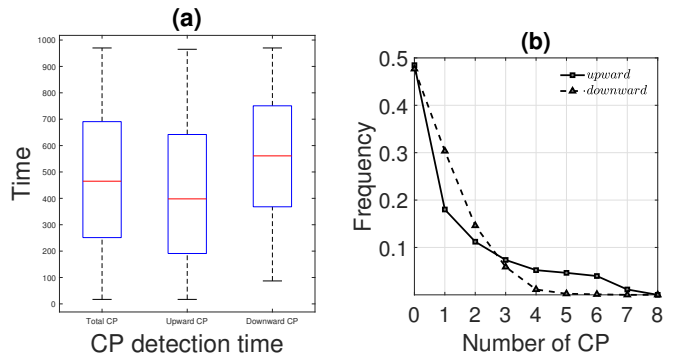 (a)
1000
900
800
700
600
500
400
300
200
100
0
Time
Total CP Upward CP Downward CP
CP detection time
(b)
0.5
0.4
0.3
0.2
0.1
Frequency
upward
downward
0 1 2 3 4 5 6 7 8
Number of CP